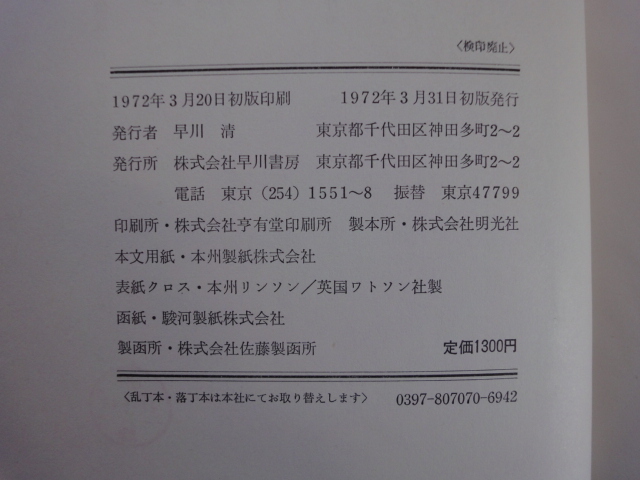 〈検印廃止〉
1972年3月20日初版印刷　1972年3月31日初版発行
発行者　早川　清　東京都千代田区神田多町2〜2
発行所　株式会社早川書房　東京都千代田区神田多町2〜2
電話　東京（254）1551〜8　振替　東京47799
印刷所・株式会社亨有堂印刷所　製本所・株式会社明光社
本文用紙・本州製紙株式会社
表紙クロス・本州リンソン／英国ワトソン社製
函紙・駿河製紙株式会社
製函所・株式会社佐藤製函所　定価1300円
〈乱丁本・落丁本は本社にてお取り替えします〉　0397-807070-6942